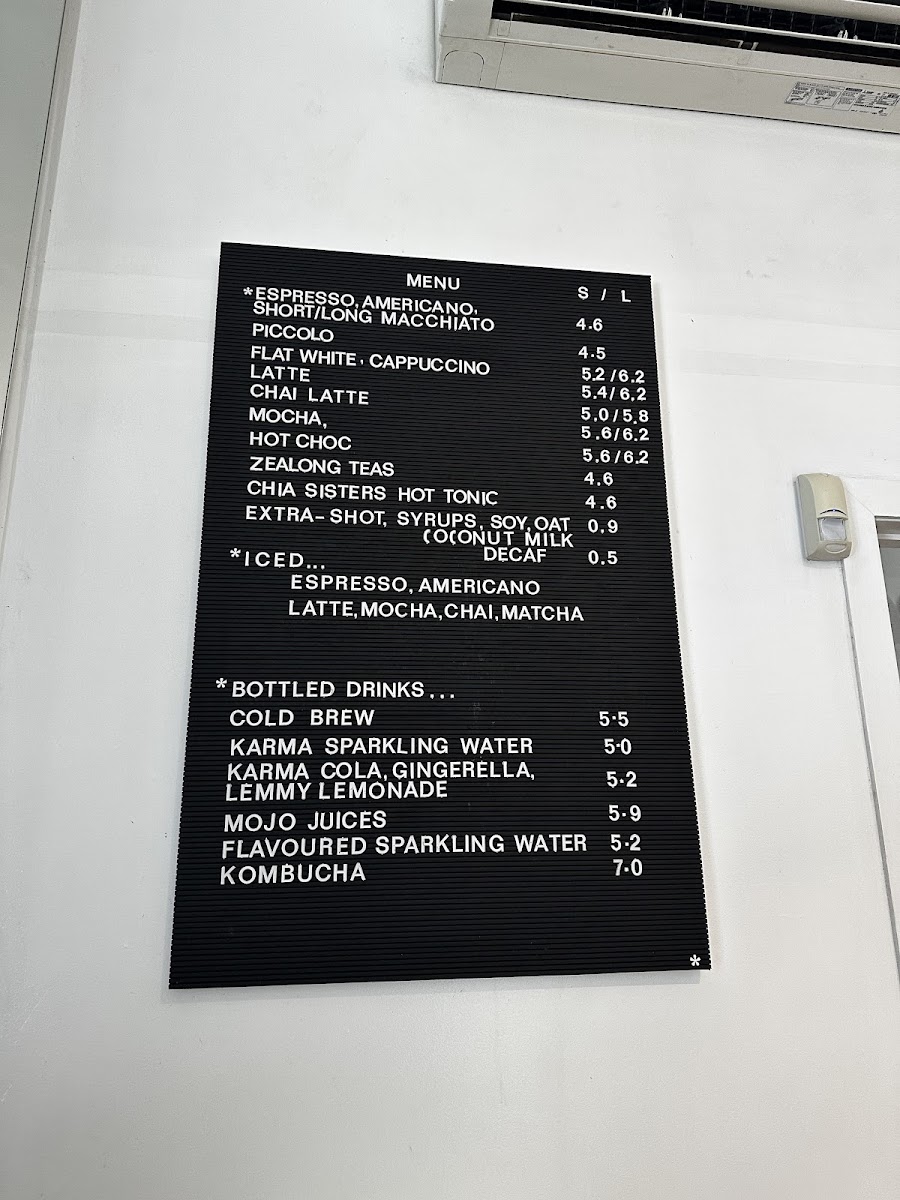 MENU
S / L
*ESPRESSO, AMERICANO,
SHORT/LONG MACCHIATO 4.6
PICCOLO 4.5
FLAT WHITE, CAPPUCCINO 5.2/6.2
LATTE 5.4/6.2
CHAI LATTE 5.0/5.8
MOCHA, 5.6/6.2
HOT CHOC 5.6/6.2
ZEALONG TEAS 4.6
CHIA SISTERS HOT TONIC 4.6
EXTRA-SHOT, SYRUPS, SOY, OAT 0.9
COCONUT MILK
DECAF 0.5
*ICED...
ESPRESSO, AMERICANO
LATTE, MOCHA, CHAI, MATCHA
*BOTTLED DRINKS...
COLD BREW 5.5
KARMA SPARKLING WATER 5.0
KARMA COLA, GINGERELLA,
LEMMY LEMONADE 5.2
MOJO JUICES 5.9
FLAVOURED SPARKLING WATER 5.2
KOMBUCHA 7.0
*